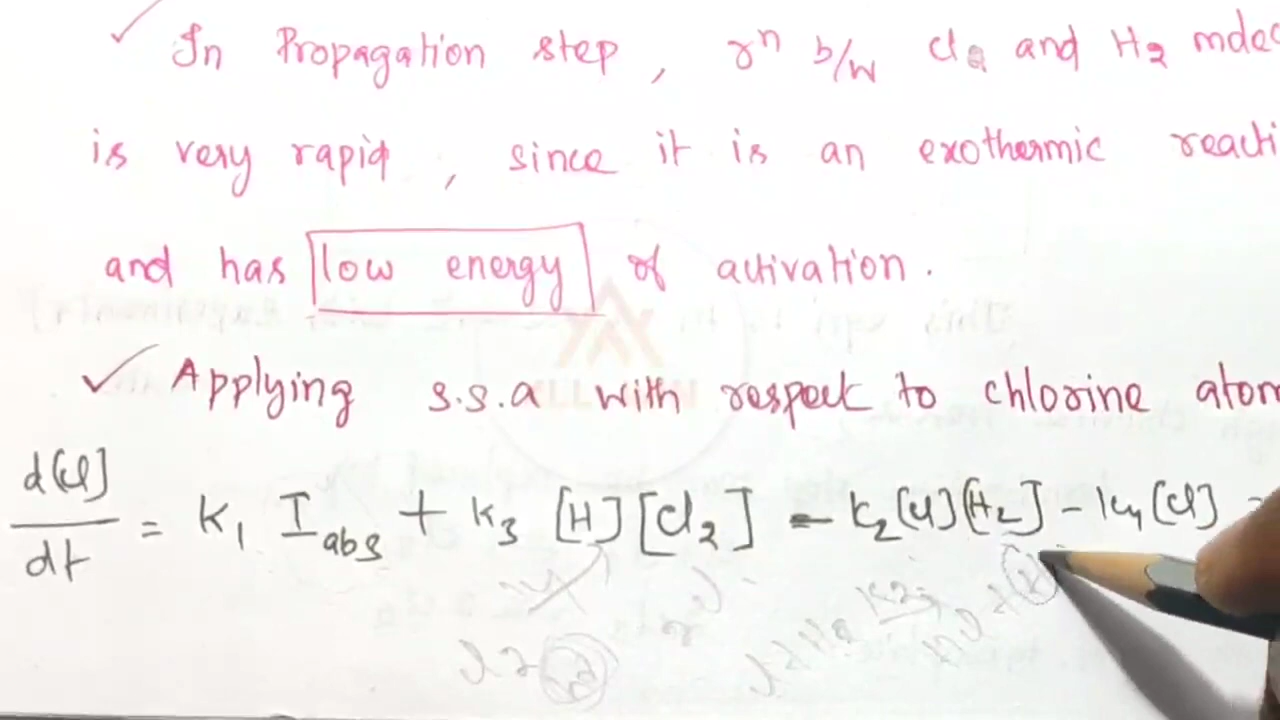 ✓ In Propagation step, rⁿ b/w Cl₂ and H₂ molec
is very rapid, since it is an exothermic reacti
and has low energy of activation.
✓ Applying s.s.a with respect to chlorine atom
d[Cl]/dt = K₁ I_abs + K₃ [H][Cl₂] - K₂[Cl][H₂] - K₄[Cl] =